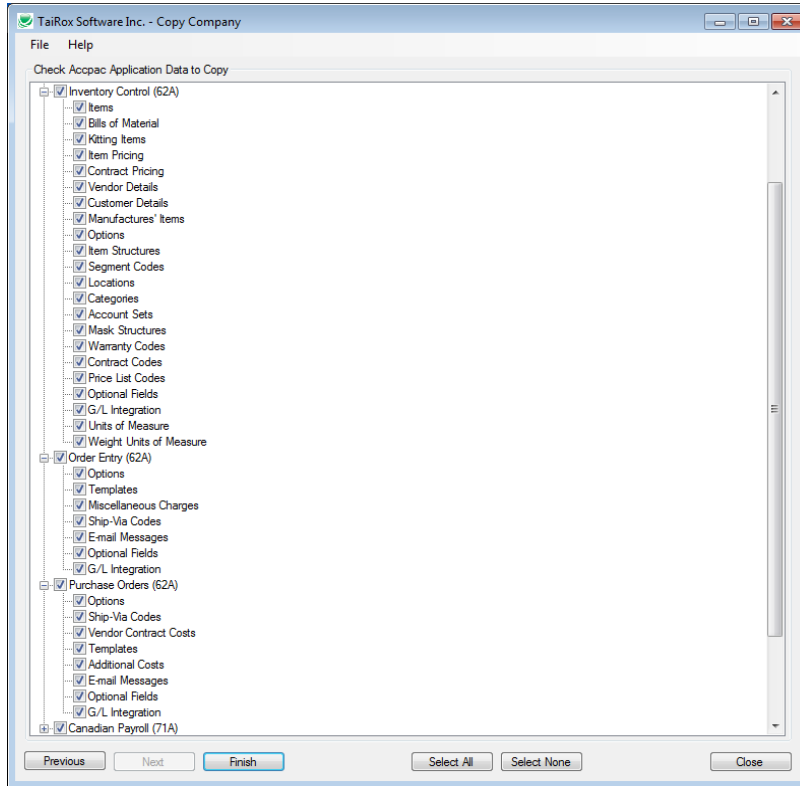 TaiRox Software Inc. - Copy Company
File Help
Check Accpac Application Data to Copy
Inventory Control (62A)
Items
Bills of Material
Kitting Items
Item Pricing
Contract Pricing
Vendor Details
Customer Details
Manufactures' Items
Options
Item Structures
Segment Codes
Locations
Categories
Account Sets
Mask Structures
Warranty Codes
Contract Codes
Price List Codes
Optional Fields
G/L Integration
Units of Measure
Weight Units of Measure
Order Entry (62A)
Options
Templates
Miscellaneous Charges
Ship-Via Codes
E-mail Messages
Optional Fields
G/L Integration
Purchase Orders (62A)
Options
Ship-Via Codes
Vendor Contract Costs
Templates
Additional Costs
E-mail Messages
Optional Fields
G/L Integration
Canadian Payroll (71A)
Previous Next Finish Select All Select None Close